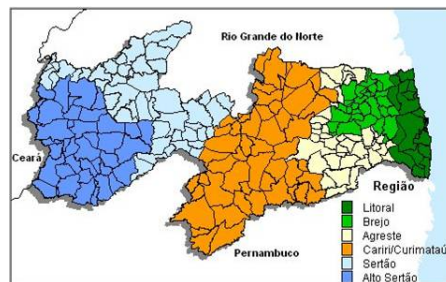 Rio Grande do Norte
Ceará
Pernambuco
Região
Litoral
Brejo
Agreste
Cariri/Curimataú
Sertão
Alto Sertão